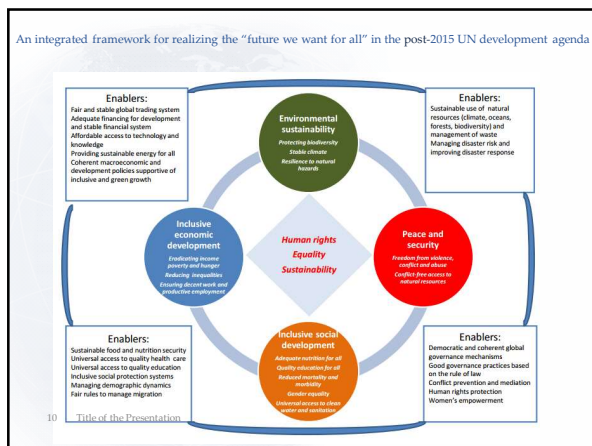 An integrated framework for realizing the “future we want for all” in the post-2015 UN development agenda
Enablers:
Fair and stable global trading system
Adequate financing for development
and stable financial system
Affordable access to technology and
knowledge
Providing sustainable energy for all
Coherent macroeconomic and
development policies supportive of
inclusive and green growth
Environmental
sustainability
Protecting biodiversity
Stable climate
Resilience to natural
hazards
Enablers:
Sustainable use of natural
resources (climate, oceans,
forests, biodiversity) and
management of waste
Managing disaster risk and
improving disaster response
Inclusive
economic
development
Eradicating income
poverty and hunger
Reducing inequalities
Ensuring decent work and
productive employment
Human rights
Equality
Sustainability
Peace and
security
Freedom from violence,
conflict and abuse
Conflict-free access to
natural resources
Enablers:
Sustainable food and nutrition security
Universal access to quality health care
Universal access to quality education
Inclusive social protection systems
Managing demographic dynamics
Fair rules to manage migration
Inclusive social
development
Adequate nutrition for all
Quality education for all
Reduced mortality and
morbidity
Gender equality
Universal access to clean
water and sanitation
Enablers:
Democratic and coherent global
governance mechanisms
Good governance practices based
on the rule of law
Conflict prevention and mediation
Human rights protection
Women’s empowerment
10 Title of the Presentation